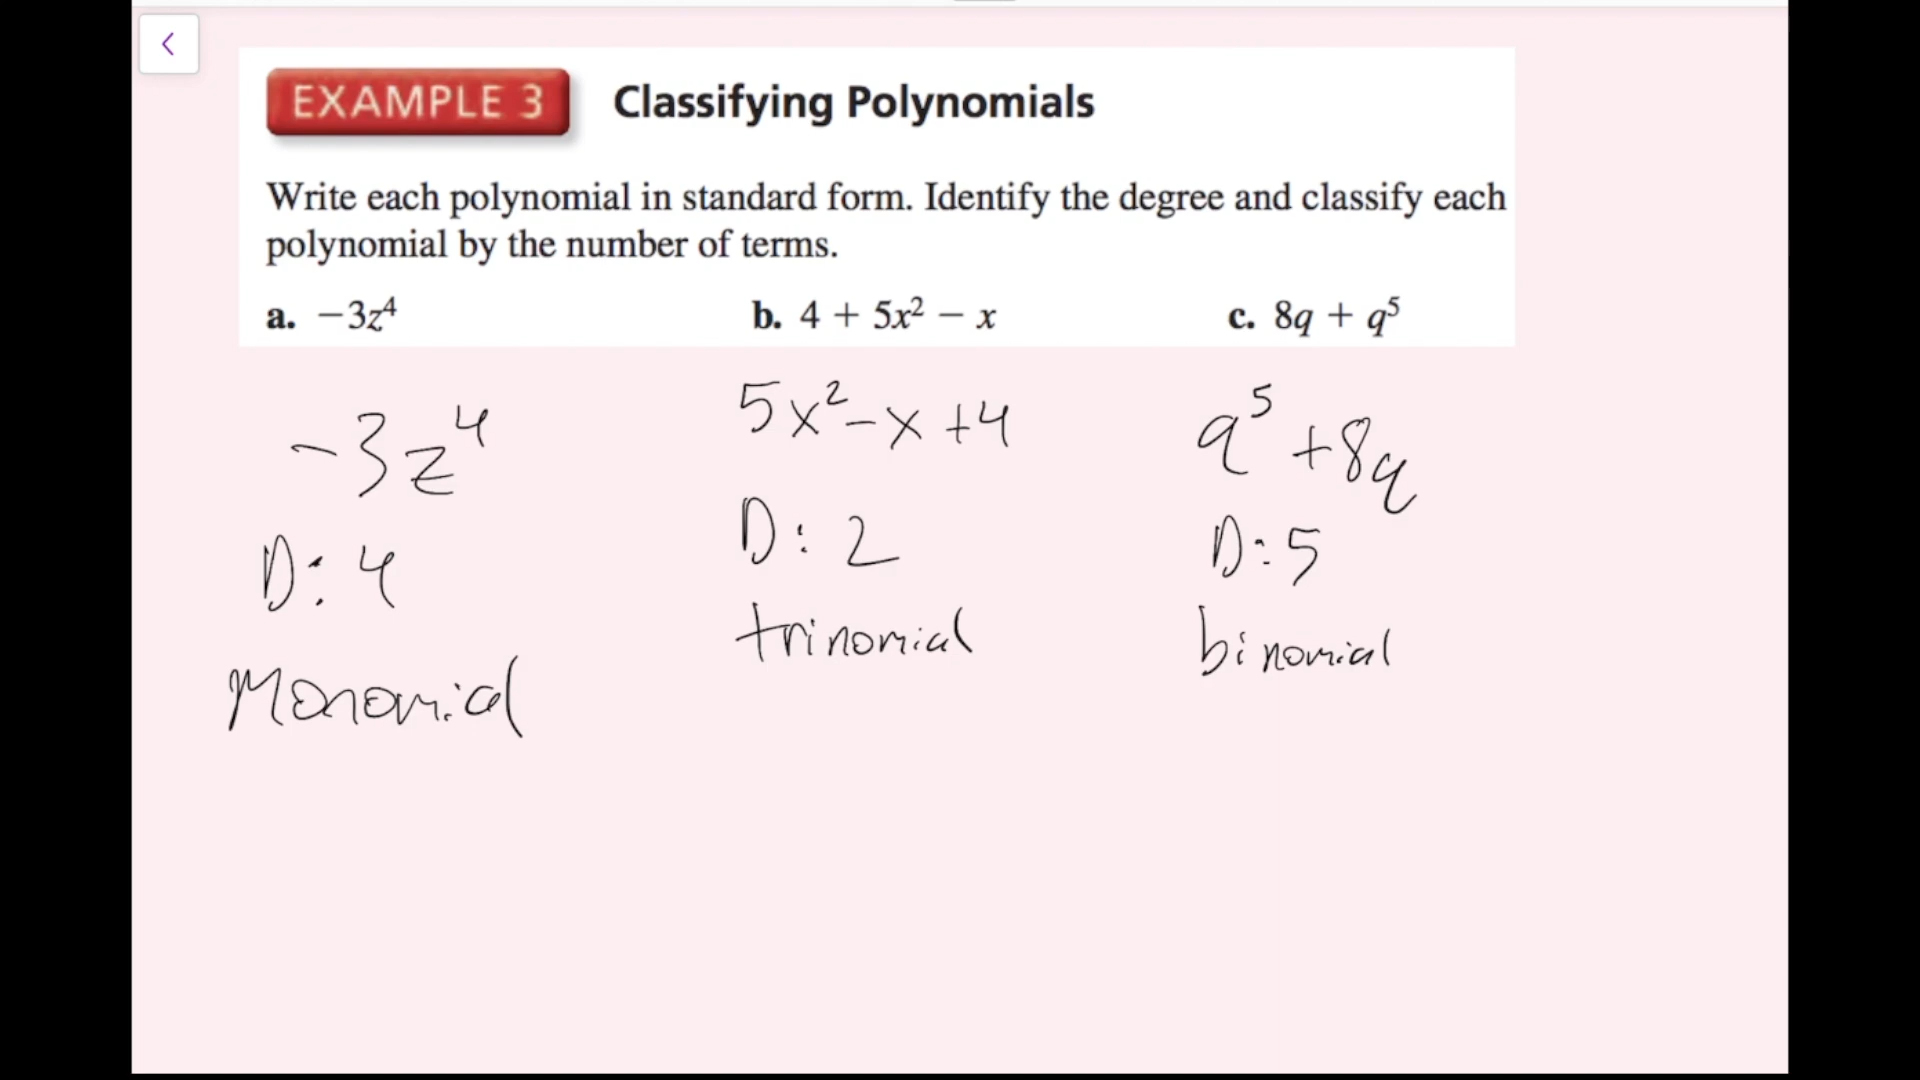 EXAMPLE 3 Classifying Polynomials
Write each polynomial in standard form. Identify the degree and classify each
polynomial by the number of terms.
a. −3z⁴ b. 4 + 5x² − x c. 8q + q⁵
-3z⁴ 5x²-x+4 q⁵+8q
D: 4 D: 2 D: 5
Monomial trinomial binomial